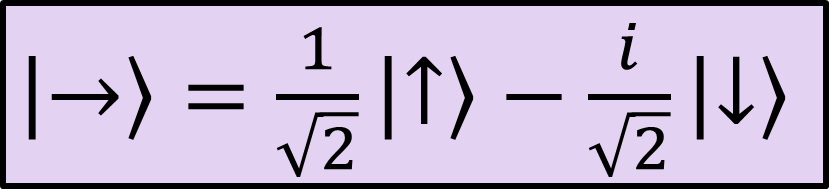 |→⟩ = 1/√2 |↑⟩ − i/√2 |↓⟩